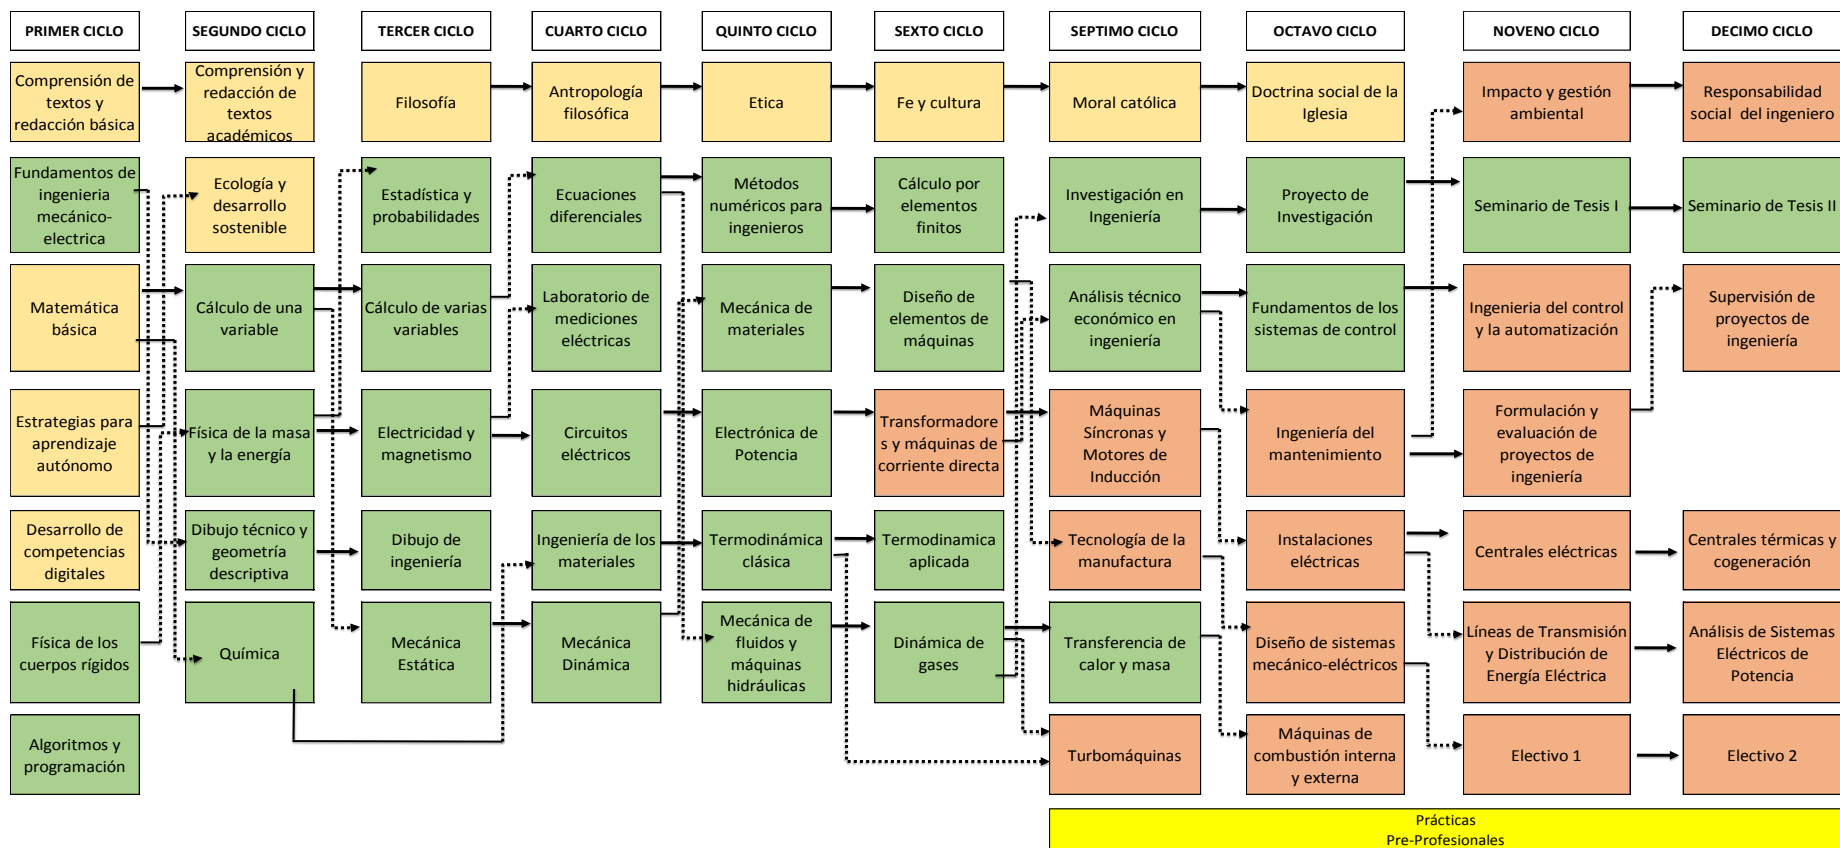 PRIMER CICLO
SEGUNDO CICLO
TERCER CICLO
CUARTO CICLO
QUINTO CICLO
SEXTO CICLO
SEPTIMO CICLO
OCTAVO CICLO
NOVENO CICLO
DECIMO CICLO
Comprensión de
textos y
redacción básica
Comprensión y
redacción de
textos
académicos
Filosofía
Antropología
filosófica
Etica
Fe y cultura
Moral católica
Doctrina social de la
Iglesia
Impacto y gestión
ambiental
Responsabilidad
social del ingeniero
Fundamentos de
ingenieria
mecánico-
electrica
Ecología y
desarrollo
sostenible
Estadística y
probabilidades
Ecuaciones
diferenciales
Métodos
numéricos para
ingenieros
Cálculo por
elementos
finitos
Investigación en
Ingeniería
Proyecto de
Investigación
Seminario de Tesis I
Seminario de Tesis II
Matemática
básica
Cálculo de una
variable
Cálculo de varias
variables
Laboratorio de
mediciones
eléctricas
Mecánica de
materiales
Diseño de
elementos de
máquinas
Análisis técnico
económico en
ingeniería
Fundamentos de los
sistemas de control
Ingenieria del control
y la automatización
Supervisión de
proyectos de
ingeniería
Estrategias para
aprendizaje
autónomo
Física de la masa
y la energía
Electricidad y
magnetismo
Circuitos
eléctricos
Electrónica de
Potencia
Transformadore
s y máquinas de
corriente directa
Máquinas
Síncronas y
Motores de
Inducción
Ingeniería del
mantenimiento
Formulación y
evaluación de
proyectos de
ingeniería
Desarrollo de
competencias
digitales
Dibujo técnico y
geometría
descriptiva
Dibujo de
ingeniería
Ingeniería de los
materiales
Termodinámica
clásica
Termodinamica
aplicada
Tecnología de la
manufactura
Instalaciones
eléctricas
Centrales eléctricas
Centrales térmicas y
cogeneración
Física de los
cuerpos rígidos
Química
Mecánica
Estática
Mecánica
Dinámica
Mecánica de
fluidos y
máquinas
hidráulicas
Dinámica de
gases
Transferencia de
calor y masa
Diseño de sistemas
mecánico-eléctricos
Líneas de Transmisión
y Distribución de
Energía Eléctrica
Análisis de Sistemas
Eléctricos de
Potencia
Algoritmos y
programación
Turbomáquinas
Máquinas de
combustión interna
y externa
Electivo 1
Electivo 2
Prácticas
Pre-Profesionales